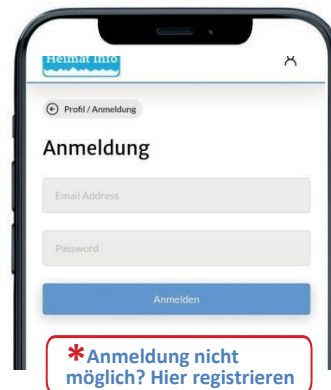 Heimat Info
Profil / Anmeldung
Anmeldung
Email Address
Password
Anmelden
*Anmeldung nicht
möglich? Hier registrieren